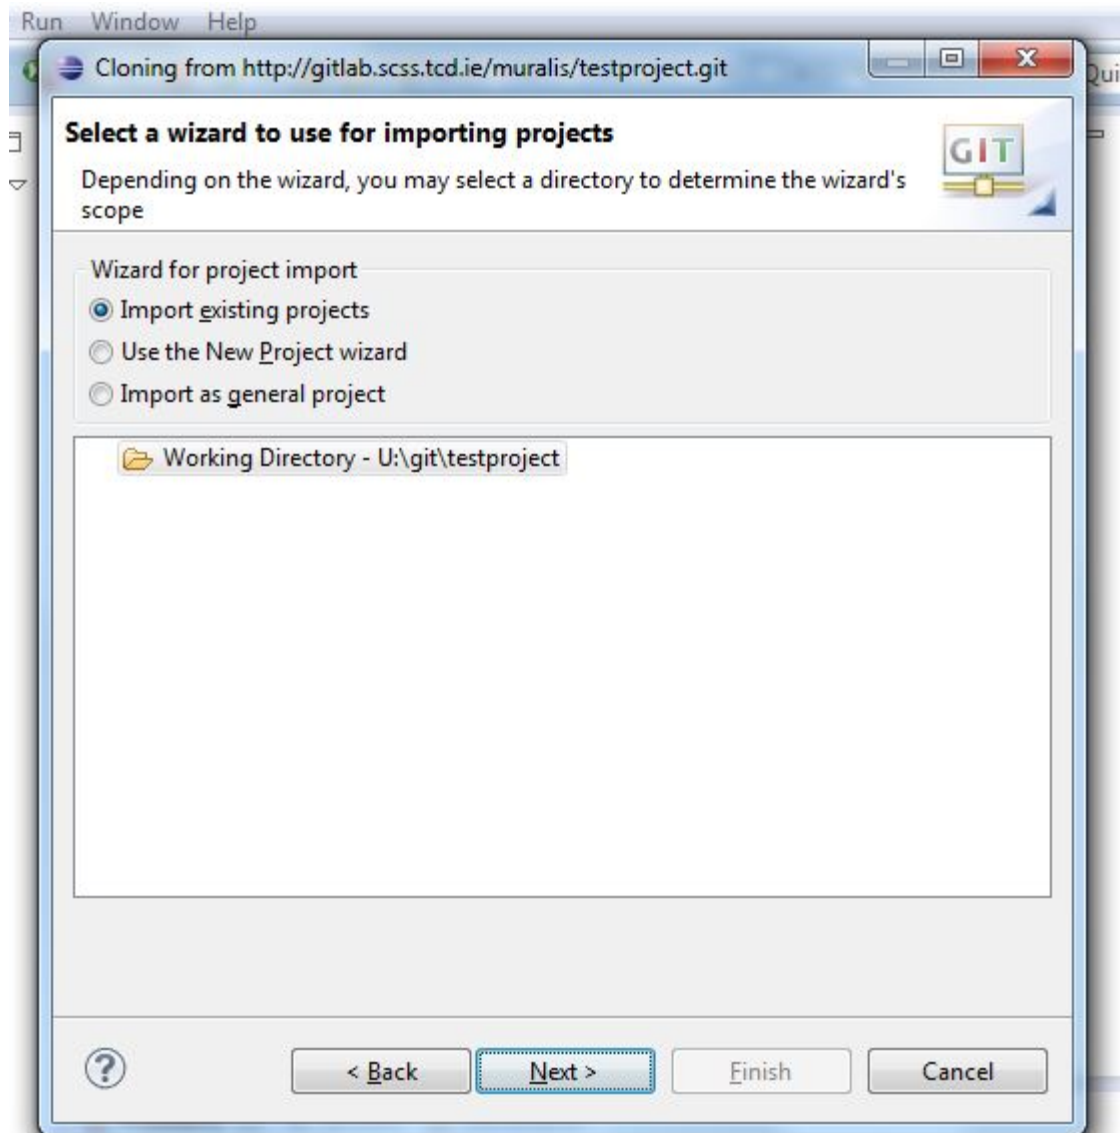 Run Window Help
Cloning from http://gitlab.scss.tcd.ie/muralis/testproject.git
Qui
Select a wizard to use for importing projects
GIT
Depending on the wizard, you may select a directory to determine the wizard's
scope
Wizard for project import
Import existing projects
Use the New Project wizard
Import as general project
Working Directory - U:\git\testproject
?
< Back
Next >
Finish
Cancel